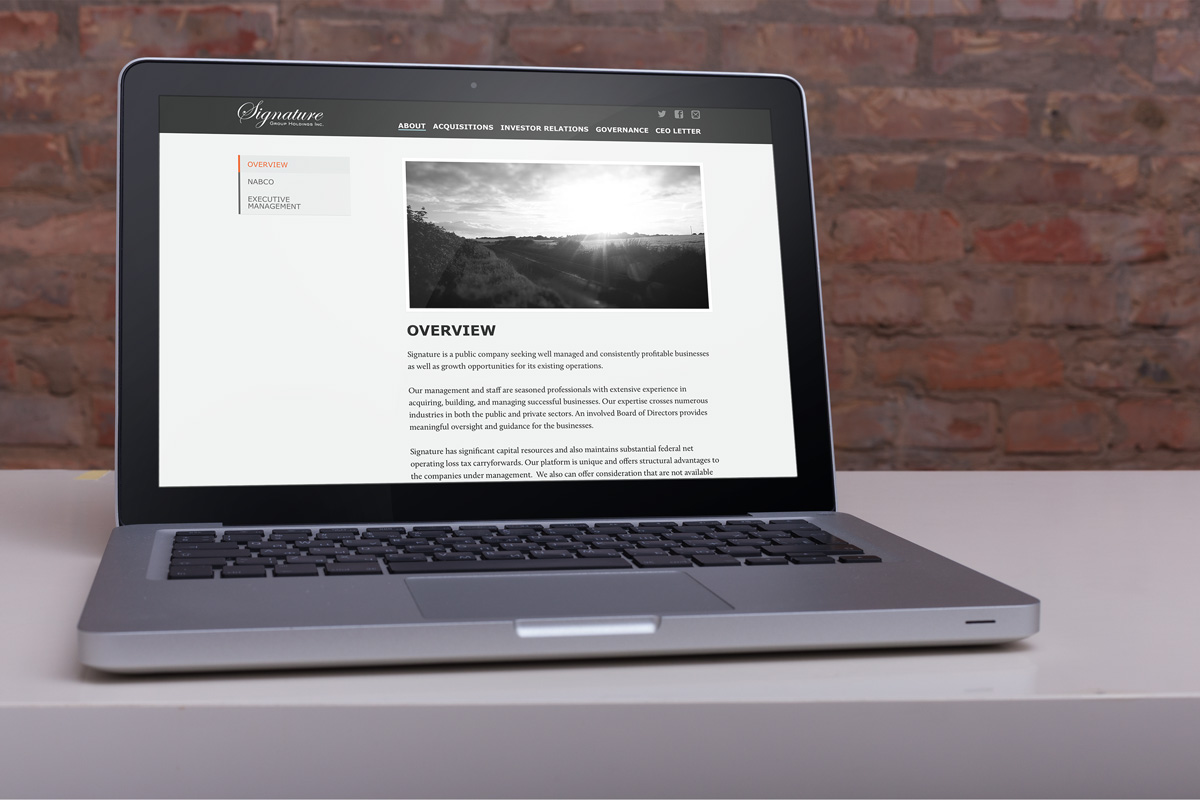 Signature
GROUP HOLDINGS INC.
ABOUT ACQUISITIONS INVESTOR RELATIONS GOVERNANCE CEO LETTER
OVERVIEW
NABCO
EXECUTIVE
MANAGEMENT
OVERVIEW
Signature is a public company seeking well managed and consistently profitable businesses
as well as growth opportunities for its existing operations.
Our management and staff are seasoned professionals with extensive experience in
acquiring, building, and managing successful businesses. Our expertise crosses numerous
industries in both the public and private sectors. An involved Board of Directors provides
meaningful oversight and guidance for the businesses.
Signature has significant capital resources and also maintains substantial federal net
operating loss tax carryforwards. Our platform is unique and offers structural advantages to
the companies under management. We also can offer consideration that are not available